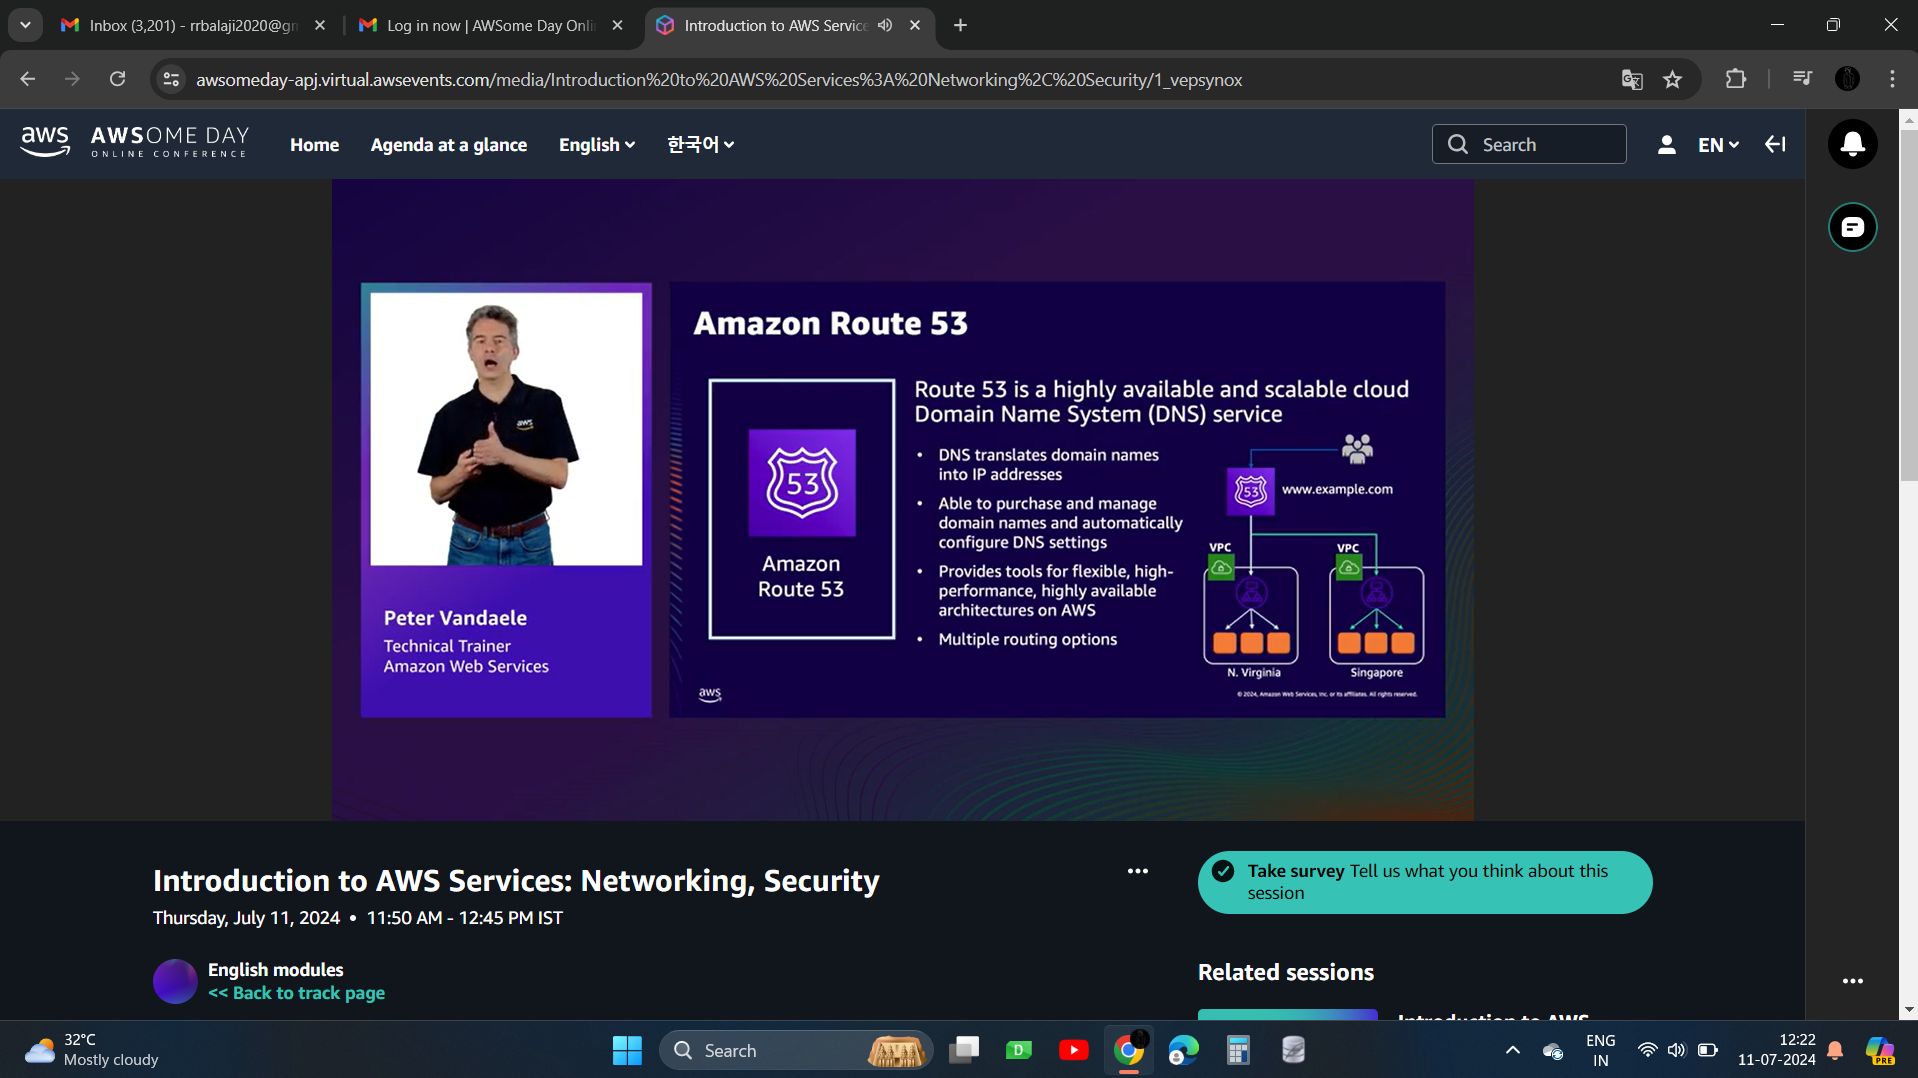 Inbox (3,201) - rrbalaji2020@gm
Log in now | AWSome Day Onli
Introduction to AWS Service
awsomeday-apj.virtual.awsevents.com/media/Introduction%20to%20AWS%20Services%3A%20Networking%2C%20Security/1_vepsynox
aws
AWSOME DAY
ONLINE CONFERENCE
Home
Agenda at a glance
English
한국어
Search
EN
Amazon Route 53
53
Amazon
Route 53
Route 53 is a highly available and scalable cloud
Domain Name System (DNS) service
• DNS translates domain names
into IP addresses
• Able to purchase and manage
domain names and automatically
configure DNS settings
• Provides tools for flexible, high-
performance, highly available
architectures on AWS
• Multiple routing options
53
www.example.com
VPC
VPC
N. Virginia
Singapore
aws
© 2024, Amazon Web Services, Inc. or its affiliates. All rights reserved.
aws
Peter Vandaele
Technical Trainer
Amazon Web Services
Introduction to AWS Services: Networking, Security
Thursday, July 11, 2024 • 11:50 AM - 12:45 PM IST
English modules
<< Back to track page
Take survey Tell us what you think about this
session
Related sessions
Introduction to AWS
32°C
Mostly cloudy
Search
D
ENG
IN
12:22
11-07-2024
PRE